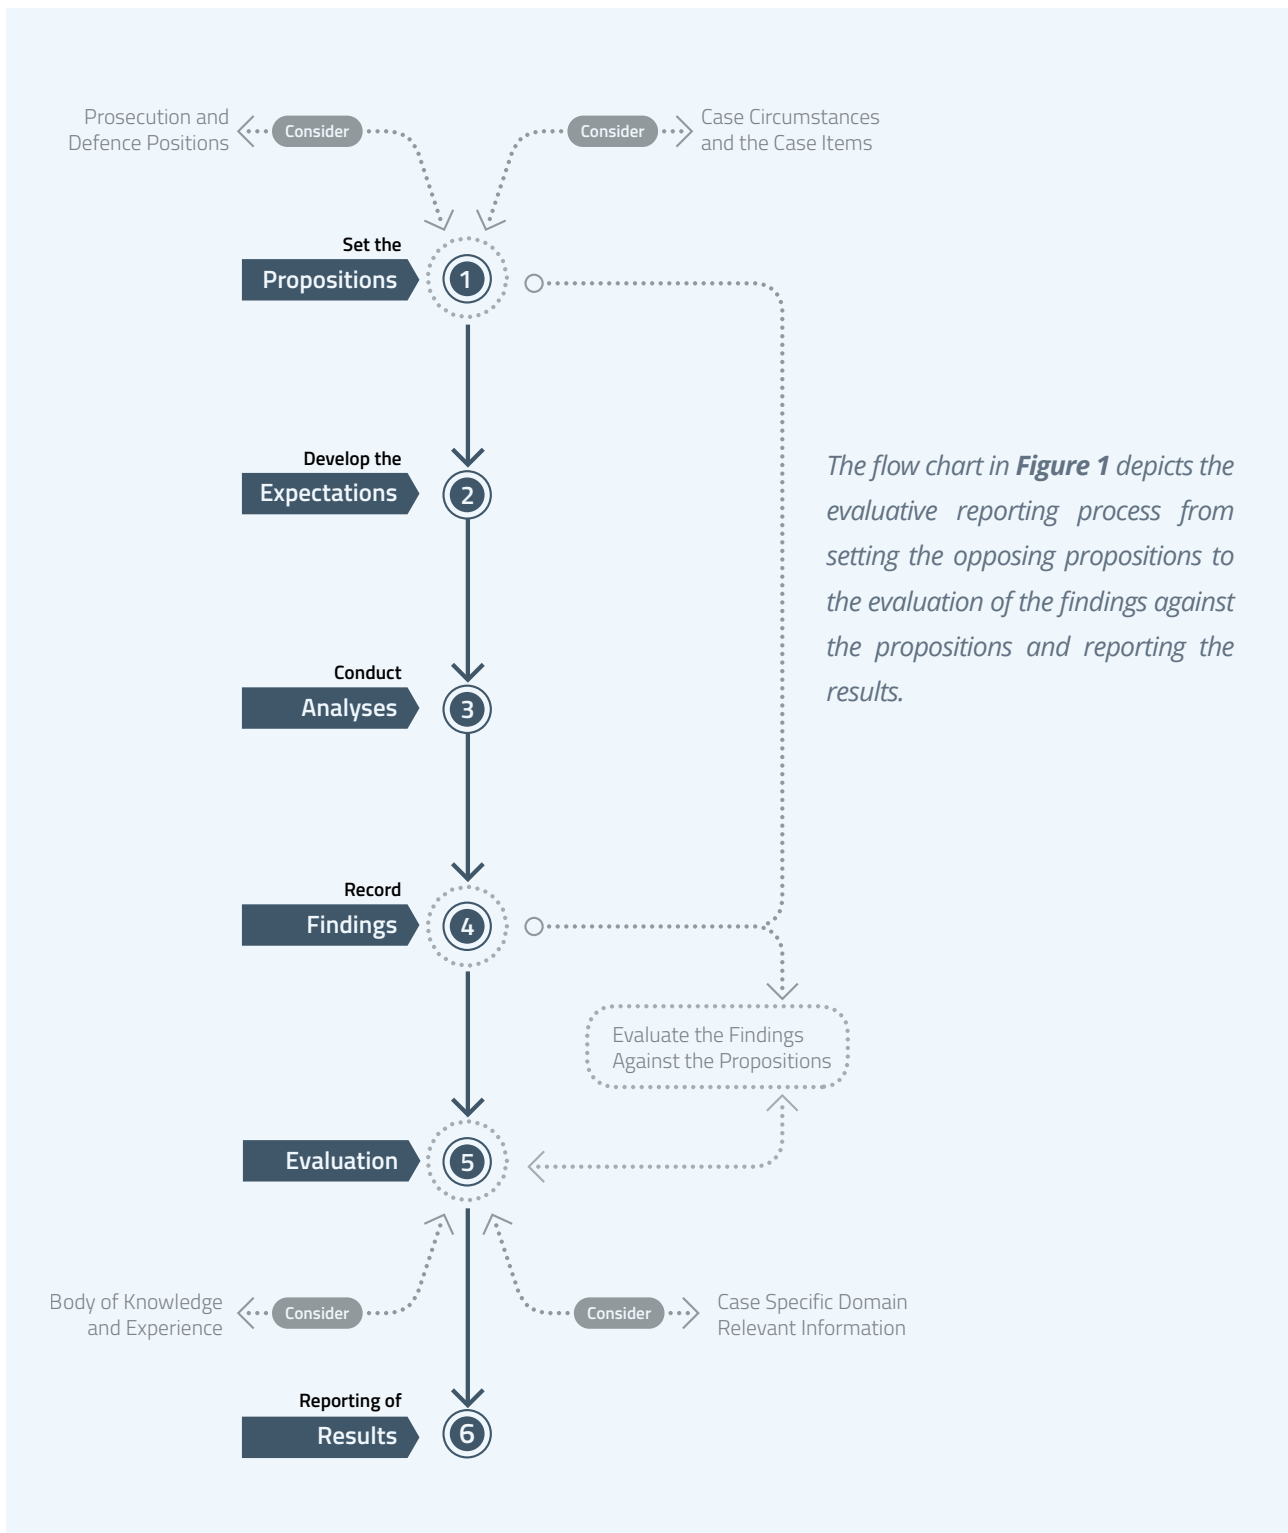 Prosecution and
Defence Positions
Consider
Consider
Case Circumstances
and the Case Items
Set the
Propositions
1
Develop the
Expectations
2
The flow chart in Figure 1 depicts the
evaluative reporting process from
setting the opposing propositions to
the evaluation of the findings against
the propositions and reporting the
results.
Conduct
Analyses
3
Record
Findings
4
Evaluate the Findings
Against the Propositions
Evaluation
5
Body of Knowledge
and Experience
Consider
Consider
Case Specific Domain
Relevant Information
Reporting of
Results
6